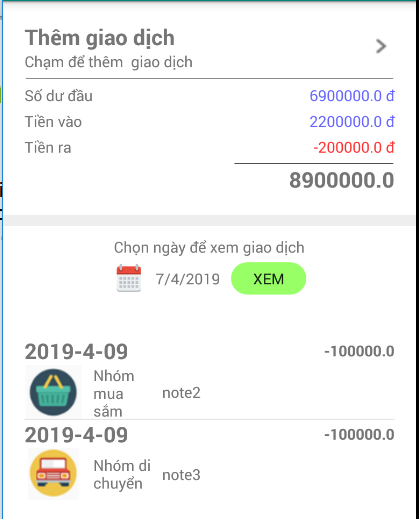 Thêm giao dịch
Chạm để thêm giao dịch
Số dư đầu 6900000.0 đ
Tiền vào 2200000.0 đ
Tiền ra -200000.0 đ
8900000.0
Chọn ngày để xem giao dịch
7/4/2019 XEM
2019-4-09 -100000.0
Nhóm
mua note2
sắm
2019-4-09 -100000.0
Nhóm di note3
chuyển